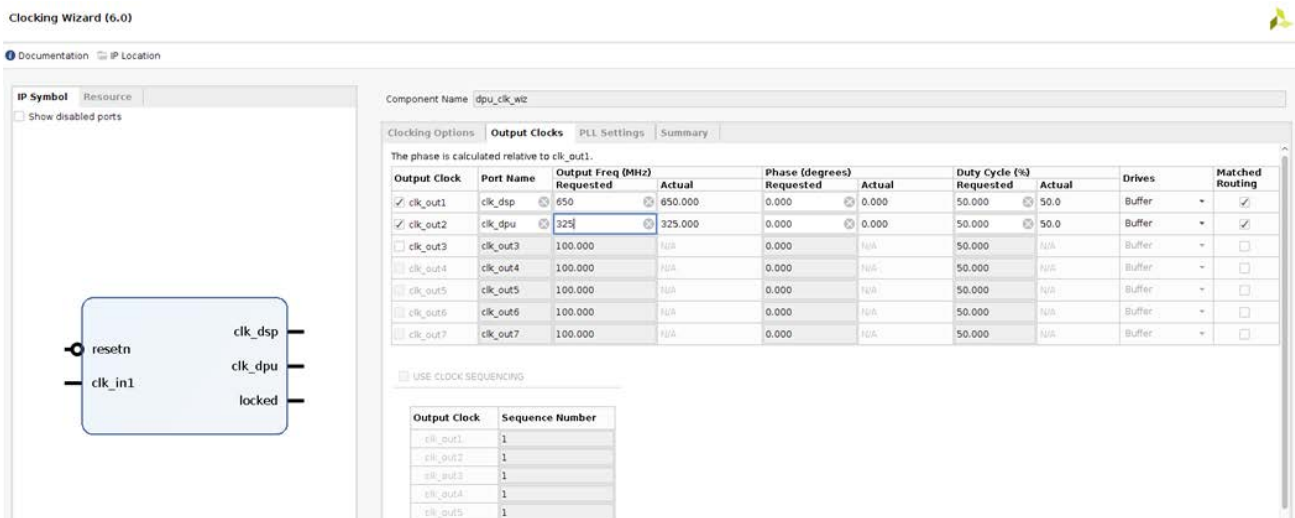 Clocking Wizard (6.0)
Documentation IP Location
IP Symbol Resource
Show disabled ports
resetn
clk_in1
clk_dsp
clk_dpu
locked
Component Name dpu_clk_wiz
Clocking Options Output Clocks PLL Settings Summary
The phase is calculated relative to clk_out1.
Output Clock Port Name Output Freq (MHz) Phase (degrees) Duty Cycle (%) Drives Matched Routing
Requested Actual Requested Actual Requested Actual
clk_out1 clk_dsp 650 650.000 0.000 0.000 50.000 50.0 Buffer
clk_out2 clk_dpu 325 325.000 0.000 0.000 50.000 50.0 Buffer
clk_out3 clk_out3 100.000 N/A 0.000 N/A 50.000 N/A Buffer
clk_out4 clk_out4 100.000 N/A 0.000 N/A 50.000 N/A Buffer
clk_out5 clk_out5 100.000 N/A 0.000 N/A 50.000 N/A Buffer
clk_out6 clk_out6 100.000 N/A 0.000 N/A 50.000 N/A Buffer
clk_out7 clk_out7 100.000 N/A 0.000 N/A 50.000 N/A Buffer
USE CLOCK SEQUENCING
Output Clock Sequence Number
clk_out1 1
clk_out2 1
clk_out3 1
clk_out4 1
clk_out5 1